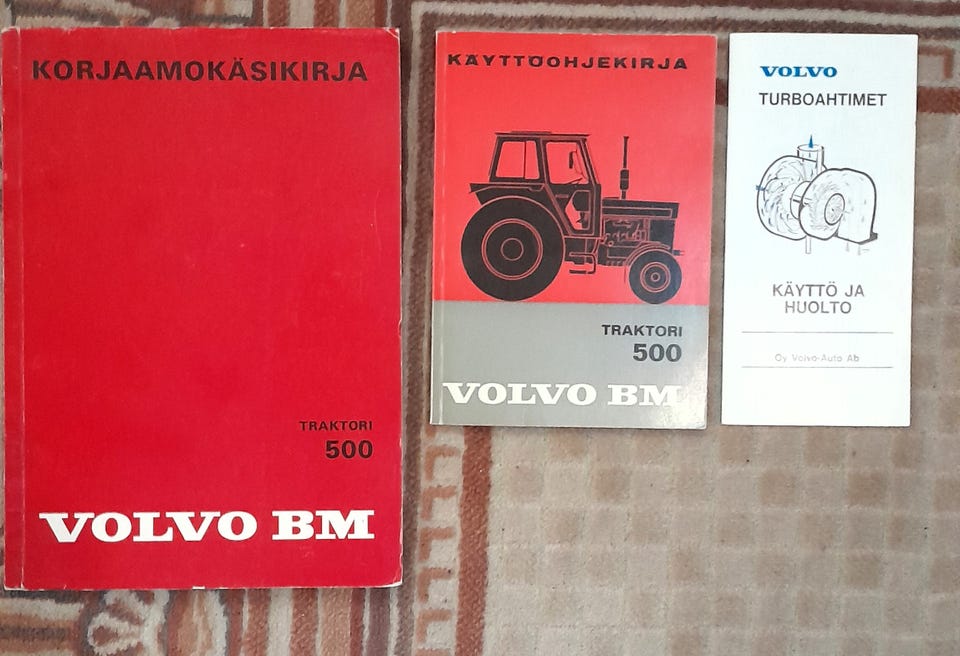 KORJAAMOKÄSIKIRJA
TRAKTORI
500
VOLVO BM
KÄYTTÖOHJEKIRJA
TRAKTORI
500
VOLVO BM
VOLVO
TURBOAHTIMET
KÄYTTÖ JA
HUOLTO
Oy Volvo-Auto Ab